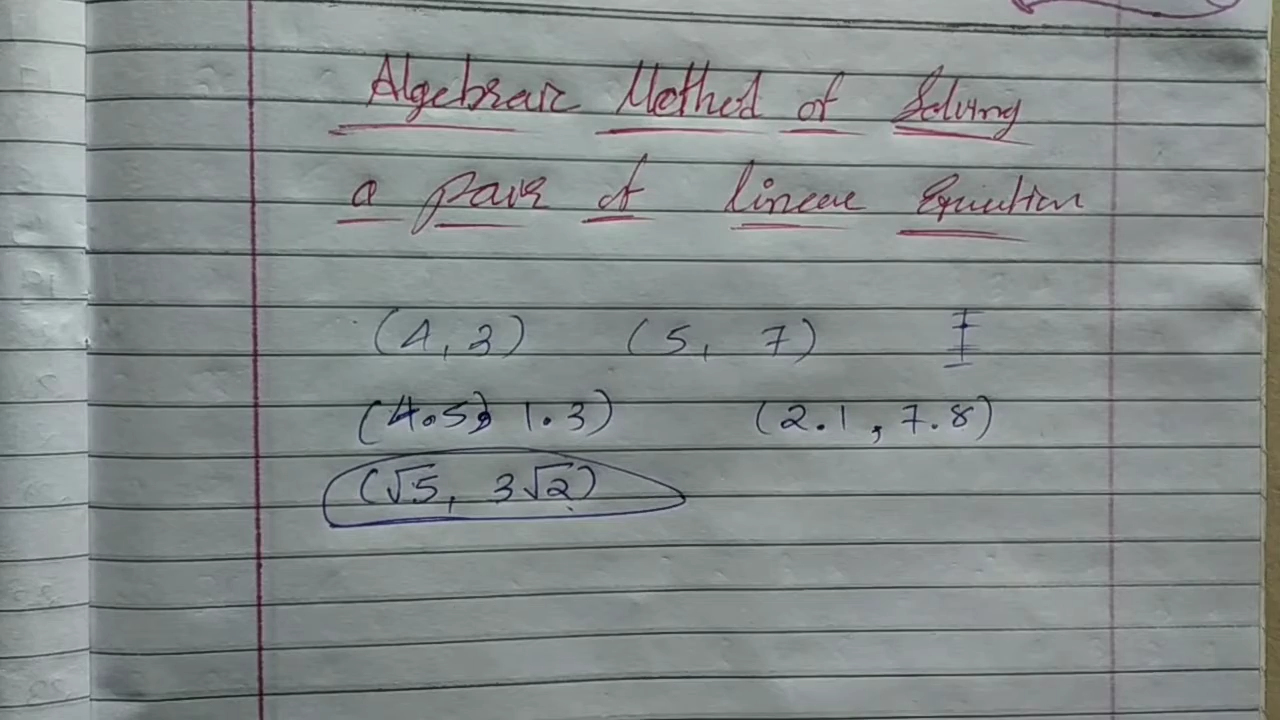 Algebraic Method of Solving
a pair of linear Equation
(4, 3) (5, 7) I
(4.5, 1.3) (2.1, 7.8)
(√5, 3√2)